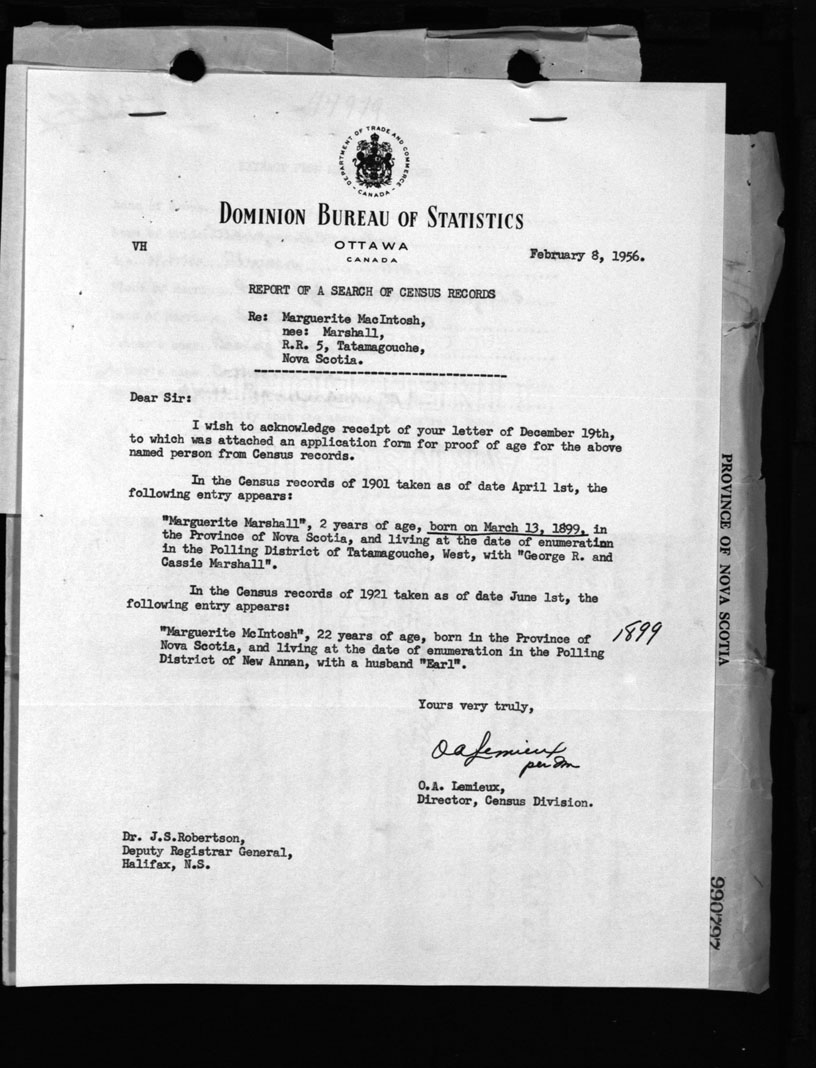 DEPARTMENT OF TRADE AND COMMERCE
- CANADA -
DOMINION BUREAU OF STATISTICS
OTTAWA
CANADA
VH
February 8, 1956.
REPORT OF A SEARCH OF CENSUS RECORDS
Re: Marguerite MacIntosh,
nee: Marshall,
R.R. 5, Tatamagouche,
Nova Scotia.
Dear Sir:
I wish to acknowledge receipt of your letter of December 19th,
to which was attached an application form for proof of age for the above
named person from Census records.
In the Census records of 1901 taken as of date April 1st, the
following entry appears:
"Marguerite Marshall", 2 years of age, born on March 13, 1899, in
the Province of Nova Scotia, and living at the date of enumeration
in the Polling District of Tatamagouche, West, with "George R. and
Cassie Marshall".
In the Census records of 1921 taken as of date June 1st, the
following entry appears:
"Marguerite McIntosh", 22 years of age, born in the Province of
Nova Scotia, and living at the date of enumeration in the Polling
District of New Annan, with a husband "Earl".
1899
Yours very truly,
O A Lemieux
per
O.A. Lemieux,
Director, Census Division.
Dr. J.S.Robertson,
Deputy Registrar General,
Halifax, N.S.
PROVINCE OF NOVA SCOTIA
990797